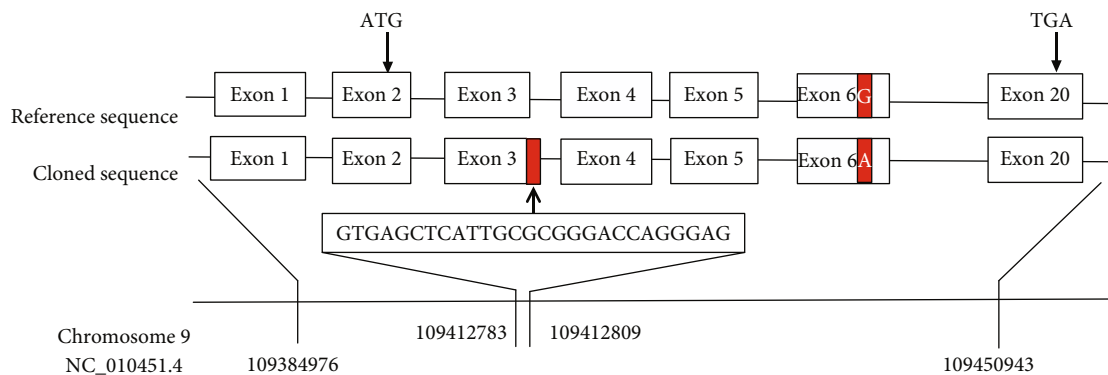 ATG TGA
Reference sequence Exon 1 Exon 2 Exon 3 Exon 4 Exon 5 Exon 6 G Exon 20
Cloned sequence Exon 1 Exon 2 Exon 3 Exon 4 Exon 5 Exon 6 A Exon 20
GTGAGCTCATTGCGCGGGACCAGGGAG
Chromosome 9 109412783 109412809
NC_010451.4 109384976 109450943